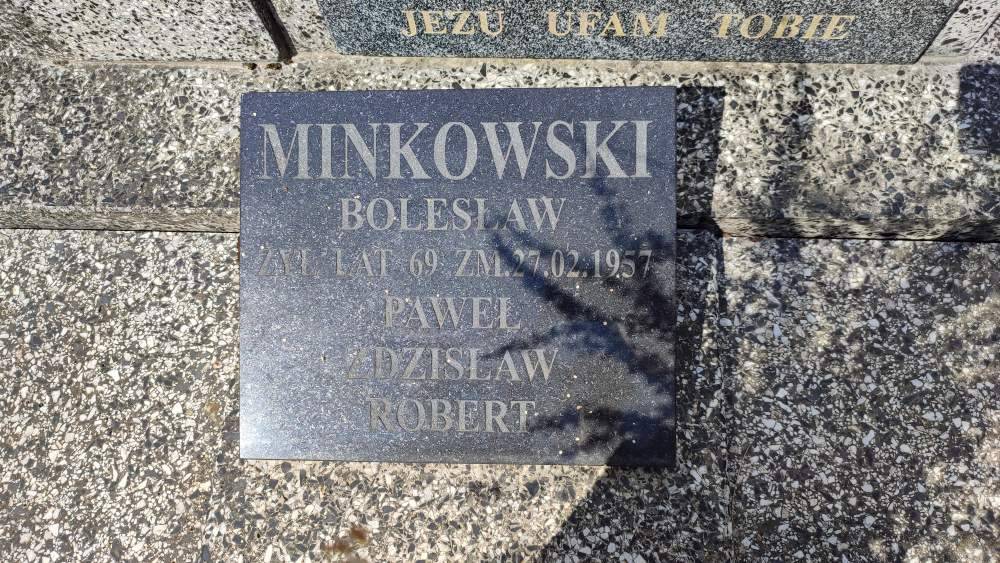 JEZU UFAM TOBIE
MINKOWSKI
BOLESŁAW
ŻYŁ LAT 69 ZM.27.02.1957
PAWEŁ
ZDZISŁAW
ROBERT